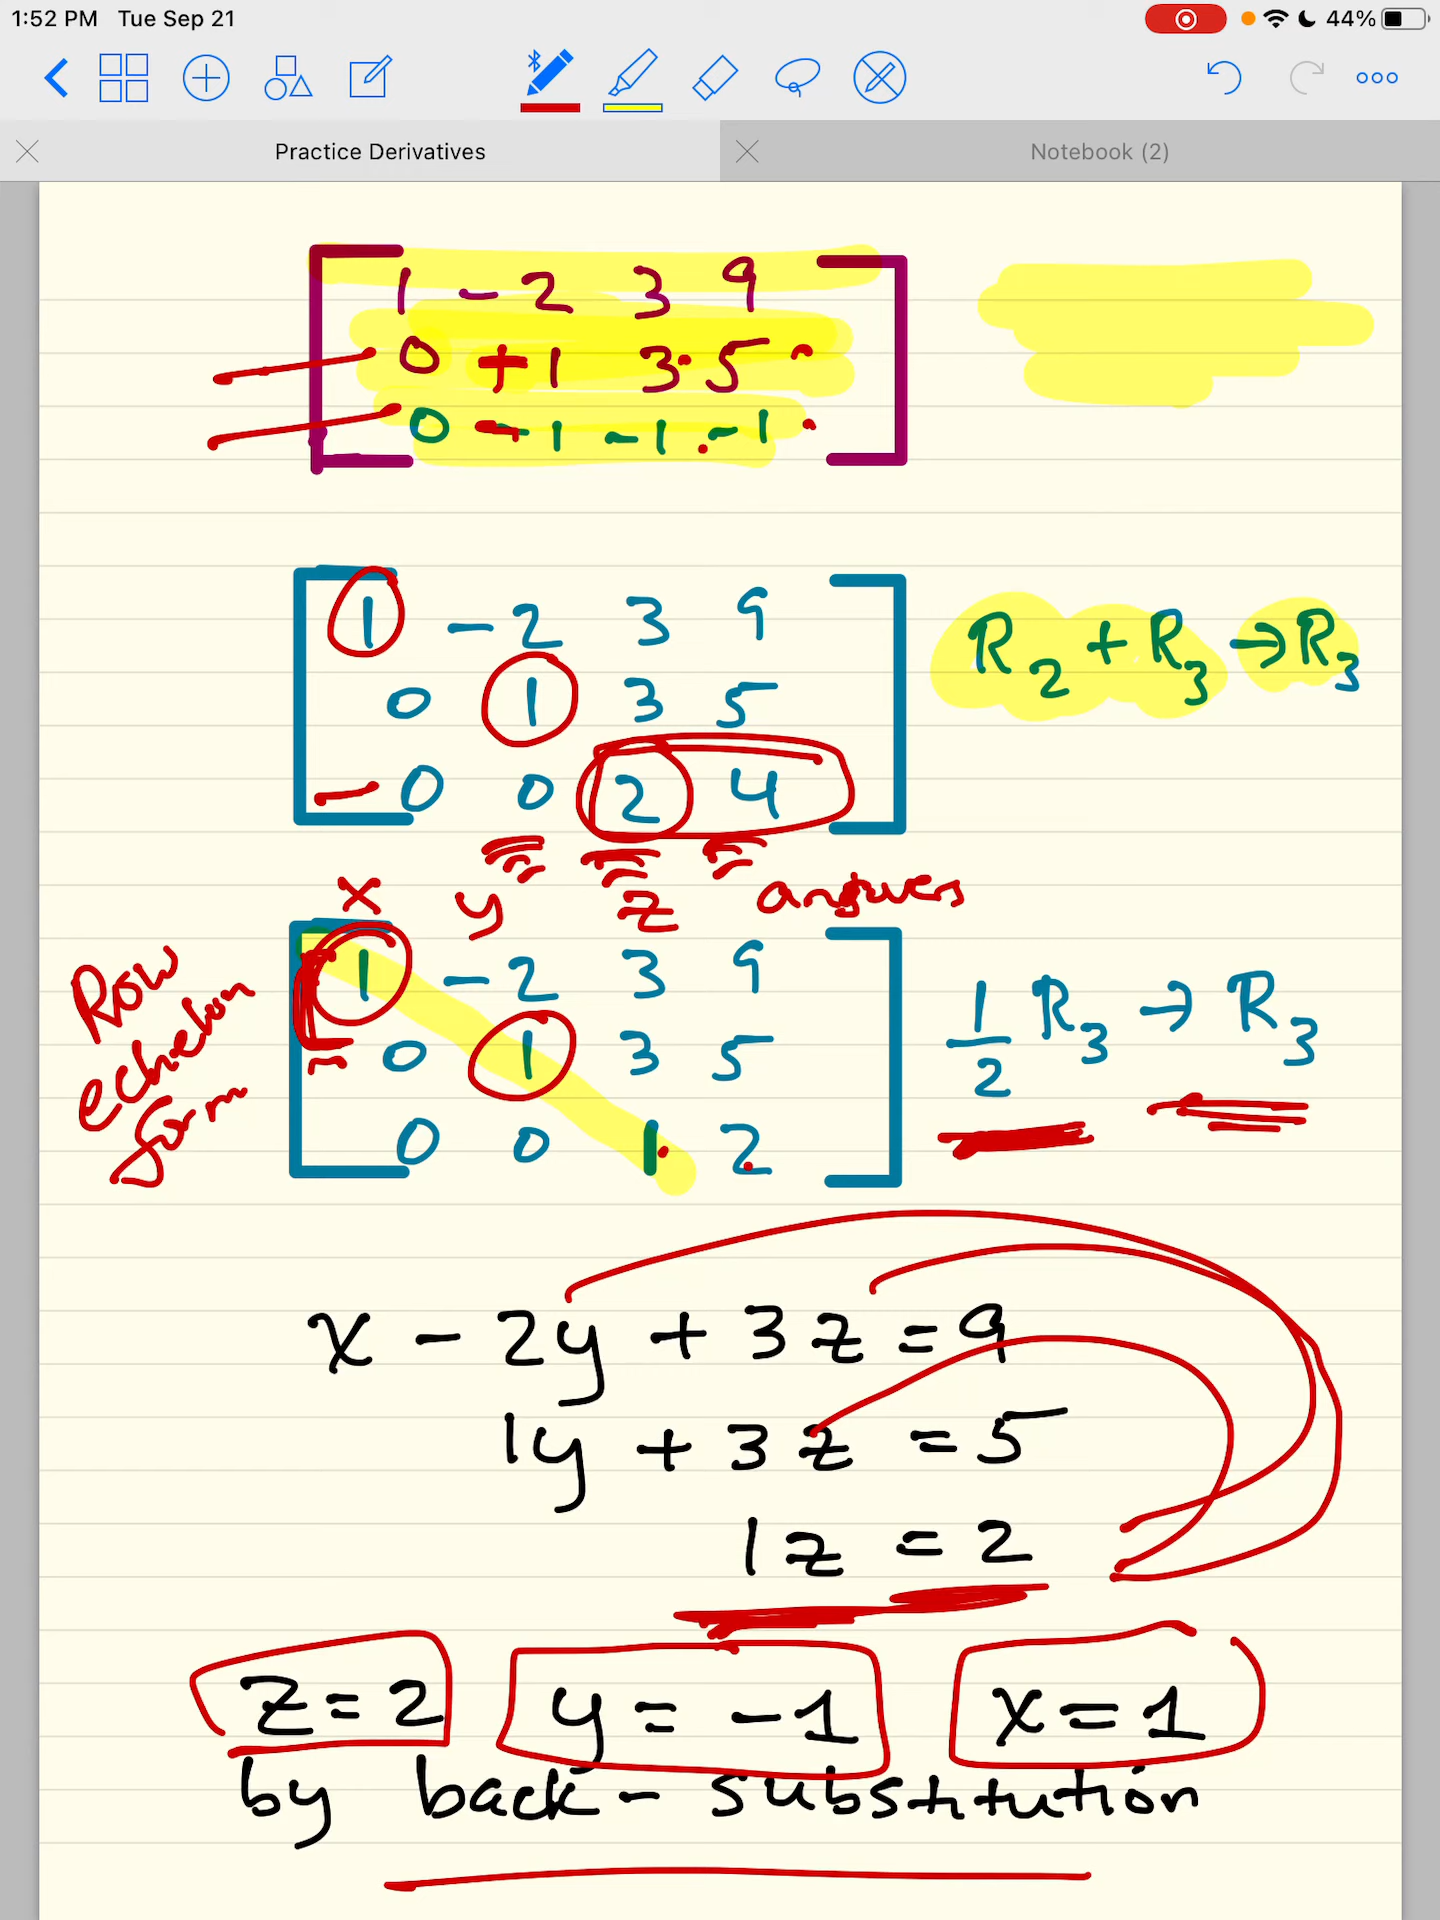 1:52 PM Tue Sep 21 44%
Practice Derivatives Notebook (2)
1 -2 3 9
0 +1 3 5
0 -1 -1 -1
1 -2 3 9
0 1 3 5
0 0 2 4
R2 + R3 → R3
x y z answers
Row echelon form
1 -2 3 9
0 1 3 5
0 0 1 2
1/2 R3 → R3
x - 2y + 3z = 9
1y + 3z = 5
1z = 2
z = 2 y = -1 x = 1
by back-substitution